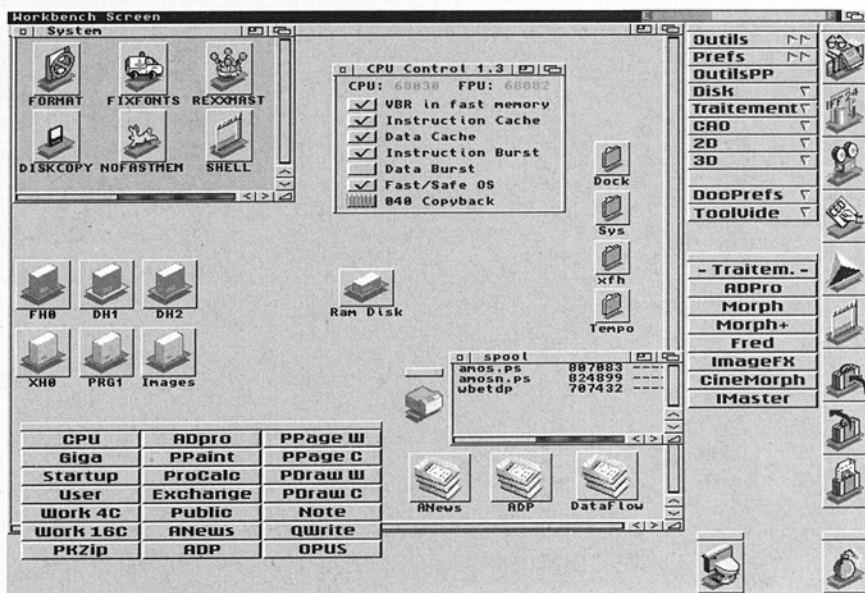 Workbench Screen
System
FORMAT
FIXFONTS
REXXMAST
DISKCOPY
NOFASTMEM
SHELL
CPU Control 1.3
CPU: 68030 FPU: 68882
VBR in fast memory
Instruction Cache
Data Cache
Instruction Burst
Data Burst
Fast/Safe OS
040 Copyback
Dock
Sys
xfh
Tempo
FH0
DH1
DH2
XH0
PRG1
Images
Ram Disk
spool
amos.ps 807083 ----
amosn.ps 824899 ----
wbetdp 707432 ----
ANews
ADP
DataFlow
CPU
ADpro
PPage W
Giga
PPaint
PPage C
Startup
ProCalc
PDraw W
User
Exchange
PDraw C
Work 4C
Public
Note
Work 16C
ANews
QWrite
PKZip
ADP
OPUS
Outils
Prefs
OutilsPP
Disk
Traitement
CAO
2D
3D
DocPrefs
ToolVide
- Traitem. -
ADPro
Morph
Morph+
Fred
ImageFX
CineMorph
IMaster
IFF 24
CED